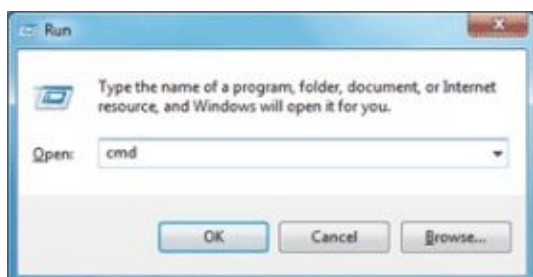 Run
Type the name of a program, folder, document, or Internet
resource, and Windows will open it for you.
Open: cmd
OK Cancel Browse...